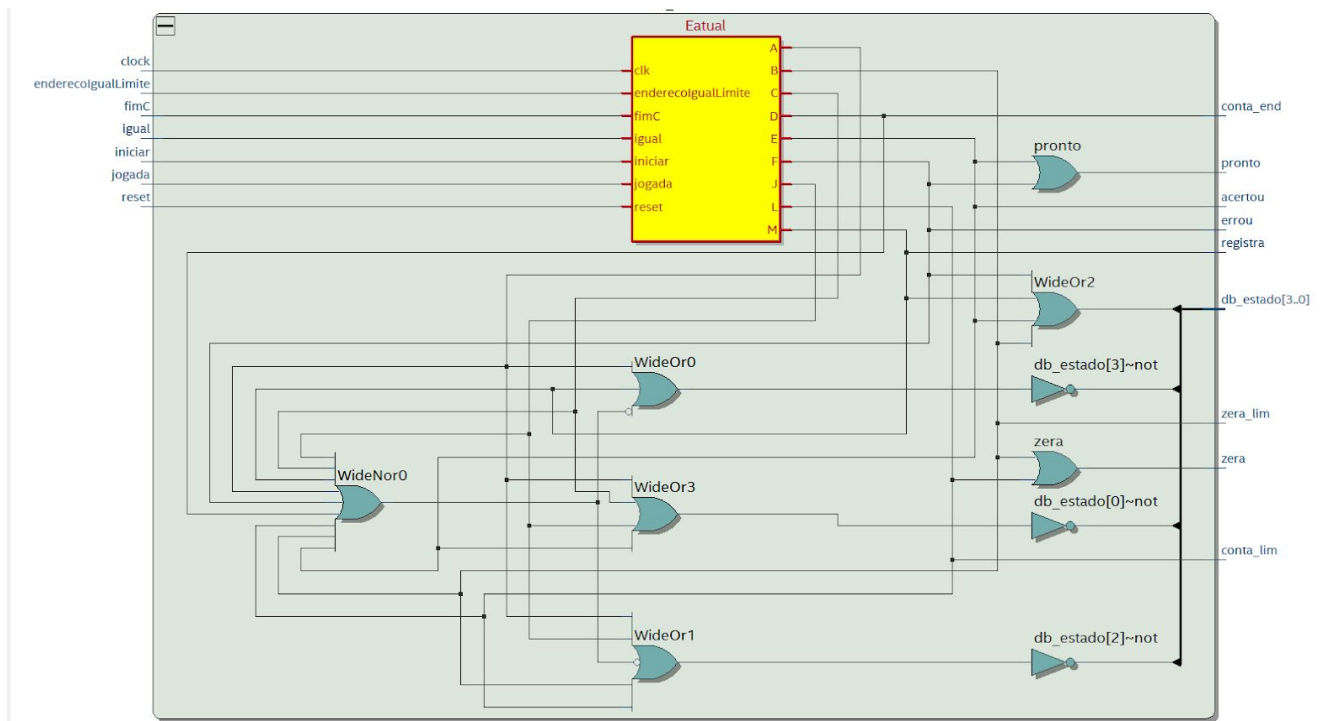 Eatual
clock
enderecoIgualLimite
fimC
igual
iniciar
jogada
reset
clk
enderecoIgualLimite
fimC
igual
iniciar
jogada
reset
A
B
C
D
E
F
J
L
M
conta_end
pronto
pronto
acertou
errou
registra
WideOr2
db_estado[3..0]
WideOr0
db_estado[3]~not
zera_lim
zera
zera
WideNor0
WideOr3
db_estado[0]~not
conta_lim
WideOr1
db_estado[2]~not